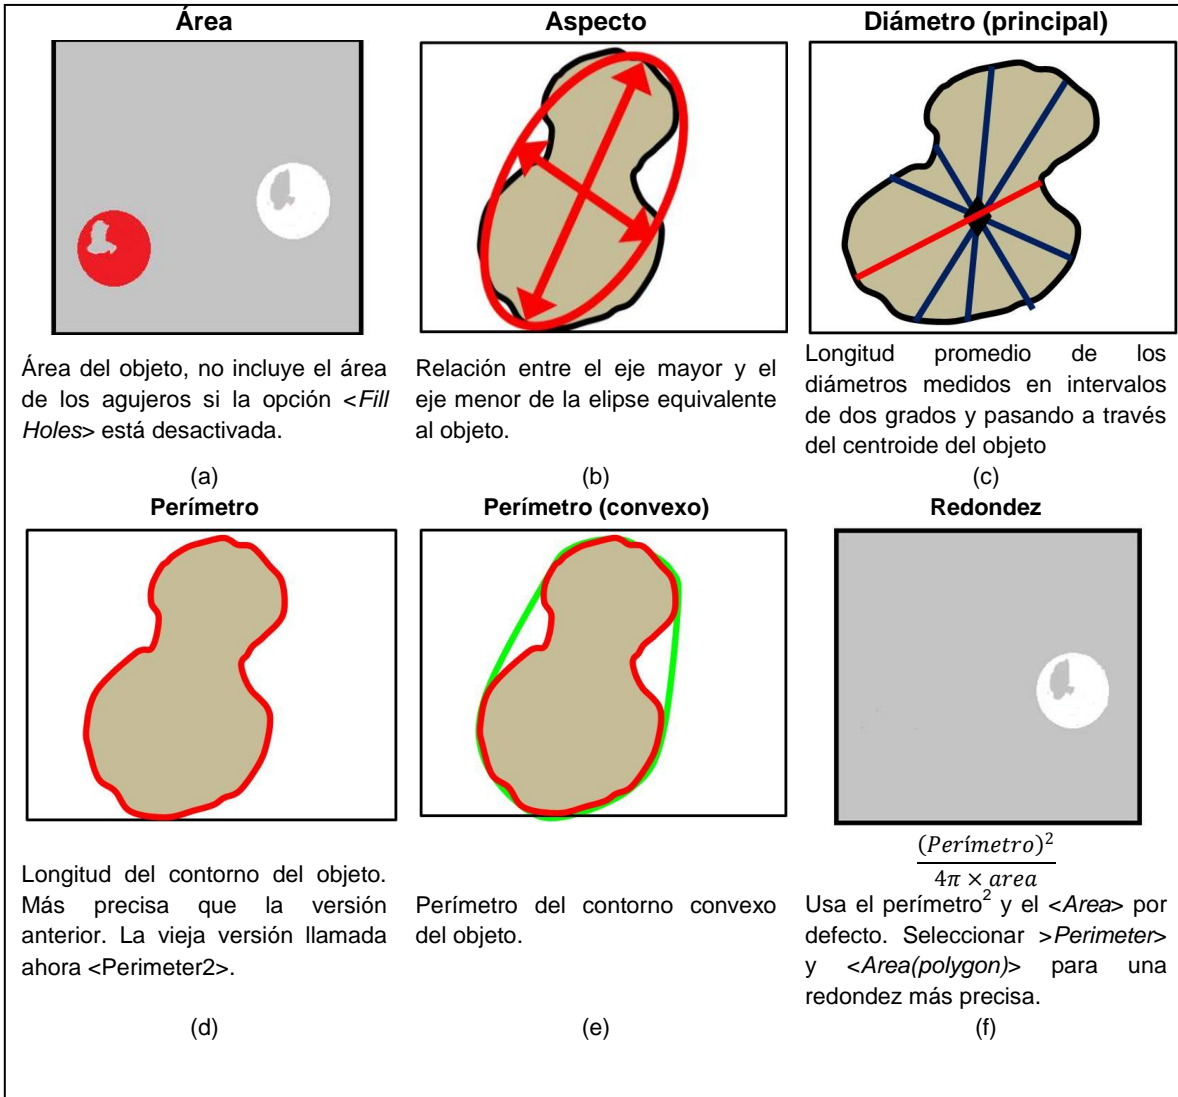 Área
Área del objeto, no incluye el área
de los agujeros si la opción <Fill
Holes> está desactivada.
(a)
Aspecto
Relación entre el eje mayor y el
eje menor de la elipse equivalente
al objeto.
(b)
Diámetro (principal)
Longitud promedio de los
diámetros medidos en intervalos
de dos grados y pasando a través
del centroide del objeto
(c)
Perímetro
Longitud del contorno del objeto.
Más precisa que la versión
anterior. La vieja versión llamada
ahora <Perimeter2>.
(d)
Perímetro (convexo)
Perímetro del contorno convexo
del objeto.
(e)
Redondez
(Perímetro)²
4π × area
Usa el perímetro² y el <Area> por
defecto. Seleccionar >Perimeter>
y <Area(polygon)> para una
redondez más precisa.
(f)